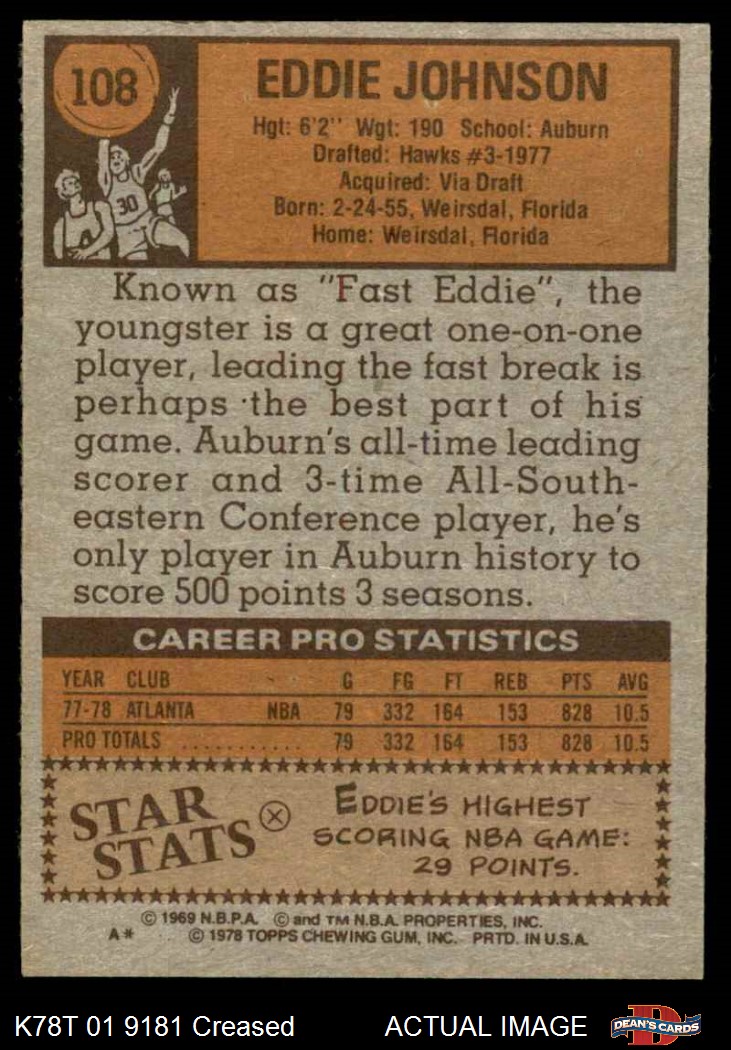 108
EDDIE JOHNSON
Hgt: 6'2" Wgt: 190 School: Auburn
Drafted: Hawks #3-1977
Acquired: Via Draft
Born: 2-24-55, Weirsdal, Florida
Home: Weirsdal, Florida
30
Known as "Fast Eddie", the
youngster is a great one-on-one
player, leading the fast break is
perhaps the best part of his
game. Auburn's all-time leading
scorer and 3-time All-South-
eastern Conference player, he's
only player in Auburn history to
score 500 points 3 seasons.
CAREER PRO STATISTICS
YEAR CLUB G FG FT REB PTS AVG
77-78 ATLANTA NBA 79 332 164 153 828 10.5
PRO TOTALS ........... 79 332 164 153 828 10.5
STAR
STATS
EDDIE'S HIGHEST
SCORING NBA GAME:
29 POINTS.
© 1969 N.B.P.A. © and TM N.B.A. PROPERTIES, INC.
A* © 1978 TOPPS CHEWING GUM, INC. PRTD. IN U.S.A.
K78T 01 9181 Creased ACTUAL IMAGE
D
DEAN'S CARDS